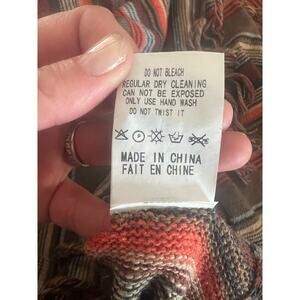 DO NOT BLEACH
REGULAR DRY CLEANING
CAN NOT BE EXPOSED
ONLY USE HAND WASH
DO NOT TWIST IT
MADE IN CHINA
FAIT EN CHINE